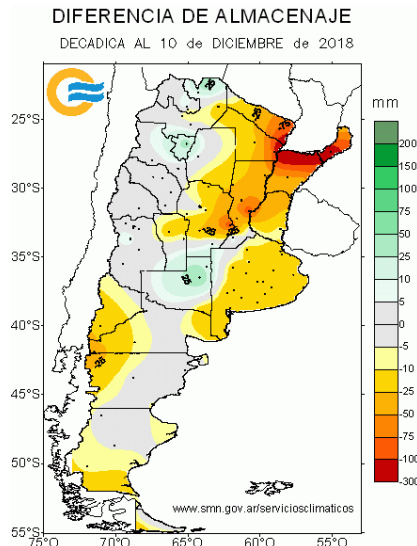 DIFERENCIA DE ALMACENAJE
DECADICA AL 10 de DICIEMBRE de 2018
mm
25°S
30°S
35°S
40°S
45°S
50°S
55°S
200
150
100
75
50
25
10
5
0
-5
-10
-25
-50
-75
-100
-300
www.smn.gov.ar/serviciosclimaticos
75°O
70°O
65°O
60°O
55°O